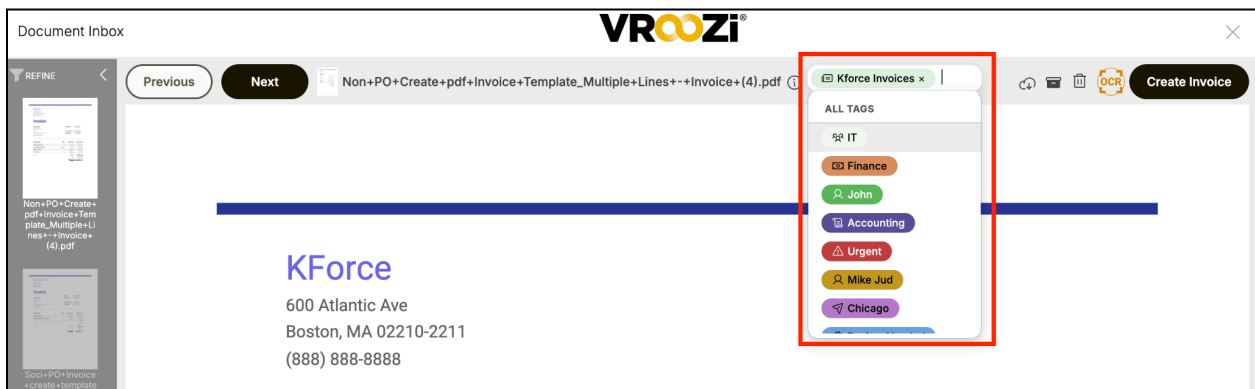 Document Inbox
VROOZi®
REFINE
Previous
Next
Non+PO+Create+pdf+Invoice+Template_Multiple+Lines+-+Invoice+(4).pdf
Kforce Invoices ×
OCR
Create Invoice
ALL TAGS
IT
Finance
John
Accounting
Urgent
Mike Jud
Chicago
Non+PO+Create+
pdf+Invoice+Tem
plate_Multiple+Li
nes+-+Invoice+
(4).pdf
Soci+PO+Invoice
+create+template
KForce
600 Atlantic Ave
Boston, MA 02210-2211
(888) 888-8888